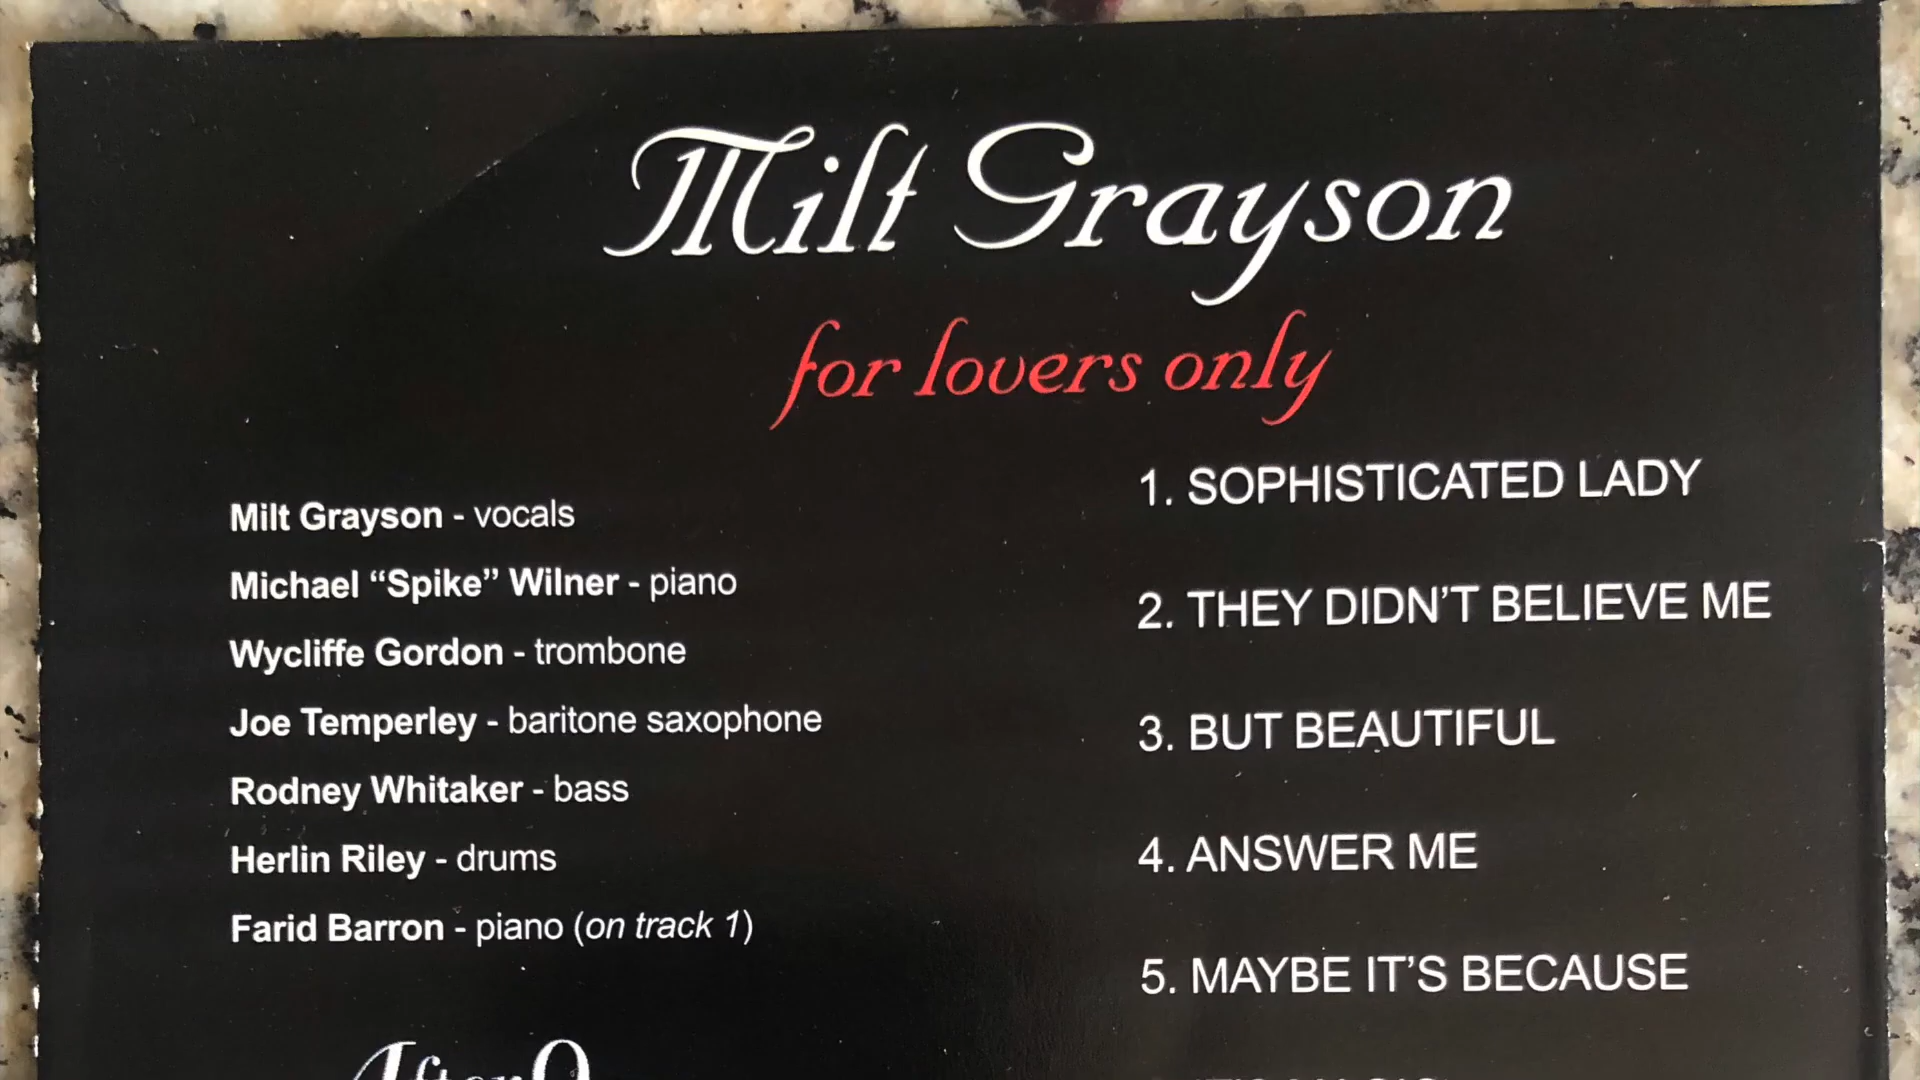 Milt Grayson
for lovers only
Milt Grayson - vocals
Michael “Spike” Wilner - piano
Wycliffe Gordon - trombone
Joe Temperley - baritone saxophone
Rodney Whitaker - bass
Herlin Riley - drums
Farid Barron - piano (on track 1)
1. SOPHISTICATED LADY
2. THEY DIDN’T BELIEVE ME
3. BUT BEAUTIFUL
4. ANSWER ME
5. MAYBE IT’S BECAUSE